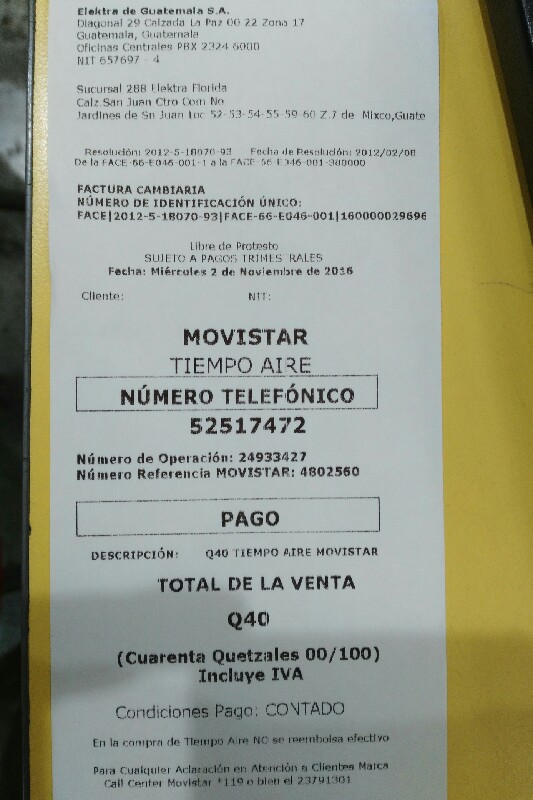 Elektra de Guatemala S.A.
Diagonal 29 Calzada La Paz 00 22 Zona 17
Guatemala, Guatemala
Oficinas Centrales PBX 2324 6000
NIT 657697 - 4
Sucursal 288 Elektra Florida
Calz.San Juan Ctro Com No
Jardines de Sn Juan Loc 52-53-54-55-59-60 Z.7 de Mixco,Guate
Resolución: 2012-5-18070-93 Fecha de Resolución: 2012/02/08
De la FACE-66-E046-001-1 a la FACE-66-E046-001-380000
FACTURA CAMBIARIA
NÚMERO DE IDENTIFICACIÓN ÚNICO:
FACE|2012-5-18070-93|FACE-66-E046-001|160000029696
Libre de Protesto
SUJETO A PAGOS TRIMESTRALES
Fecha: Miércoles 2 de Noviembre de 2016
Cliente: NIT:
MOVISTAR
TIEMPO AIRE
NÚMERO TELEFÓNICO
52517472
Número de Operación: 24933427
Número Referencia MOVISTAR: 4802560
PAGO
DESCRIPCIÓN: Q40 TIEMPO AIRE MOVISTAR
TOTAL DE LA VENTA
Q40
(Cuarenta Quetzales 00/100)
Incluye IVA
Condiciones Pago: CONTADO
En la compra de Tiempo Aire NO se reembolsa efectivo
Para Cualquier Aclaración en Atención a Clientes Marca
Call Center Movistar *119 o bien el 23791301